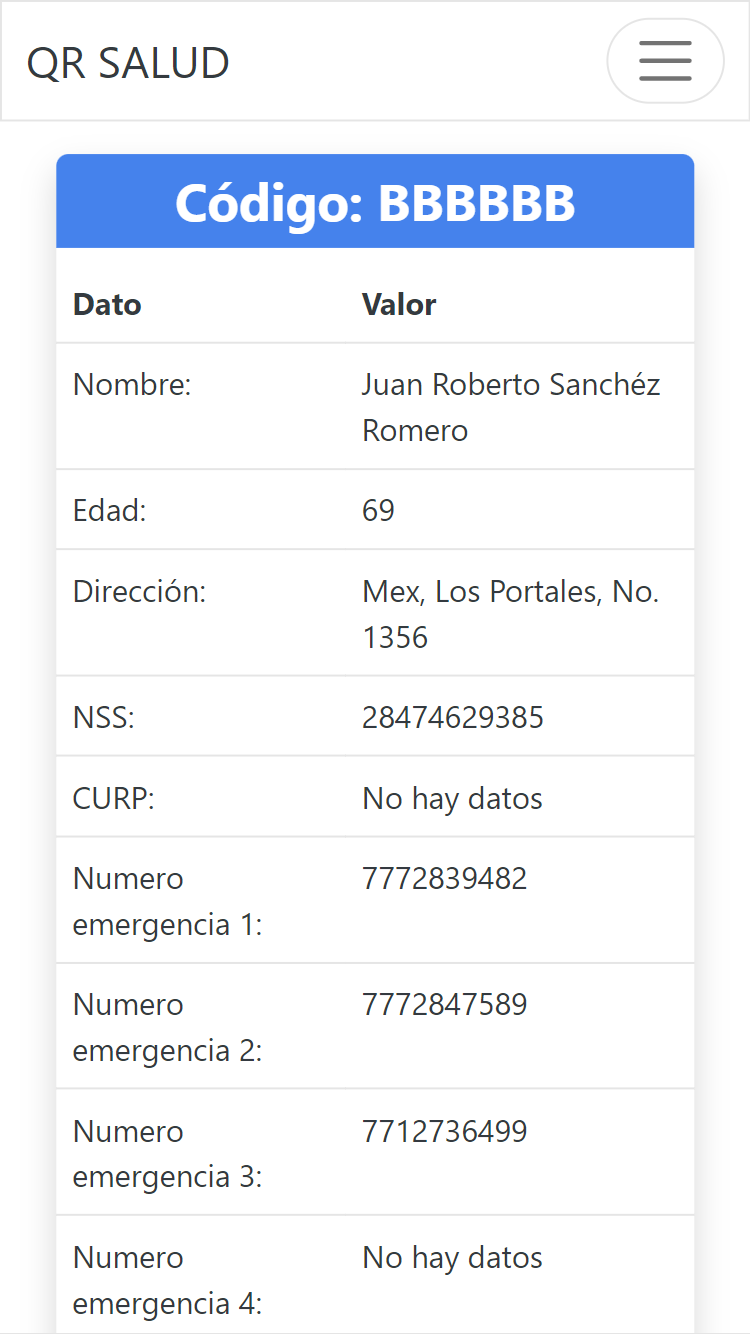 QR SALUD
Código: BBBBBB
Dato Valor
Nombre: Juan Roberto Sanchéz
Romero
Edad: 69
Dirección: Mex, Los Portales, No.
1356
NSS: 28474629385
CURP: No hay datos
Numero 7772839482
emergencia 1:
Numero 7772847589
emergencia 2:
Numero 7712736499
emergencia 3:
Numero No hay datos
emergencia 4: